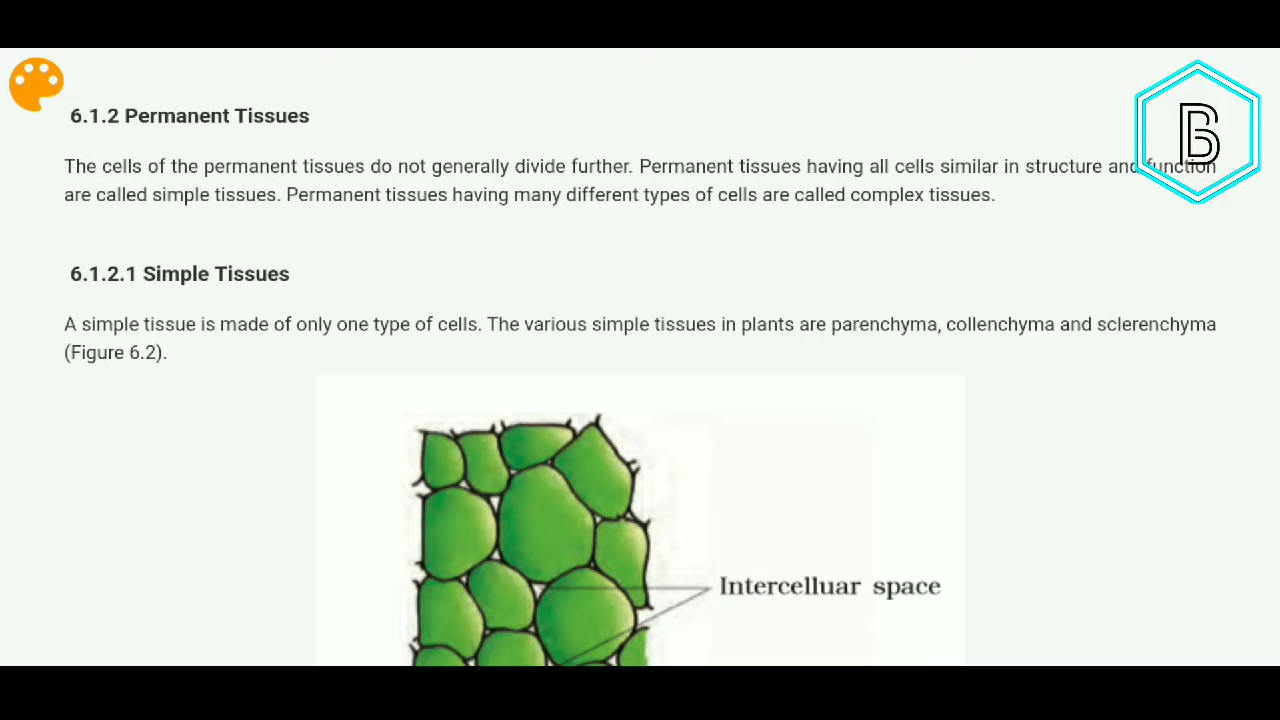 6.1.2 Permanent Tissues
The cells of the permanent tissues do not generally divide further. Permanent tissues having all cells similar in structure and function
are called simple tissues. Permanent tissues having many different types of cells are called complex tissues.
6.1.2.1 Simple Tissues
A simple tissue is made of only one type of cells. The various simple tissues in plants are parenchyma, collenchyma and sclerenchyma
(Figure 6.2).
Intercelluar space
B